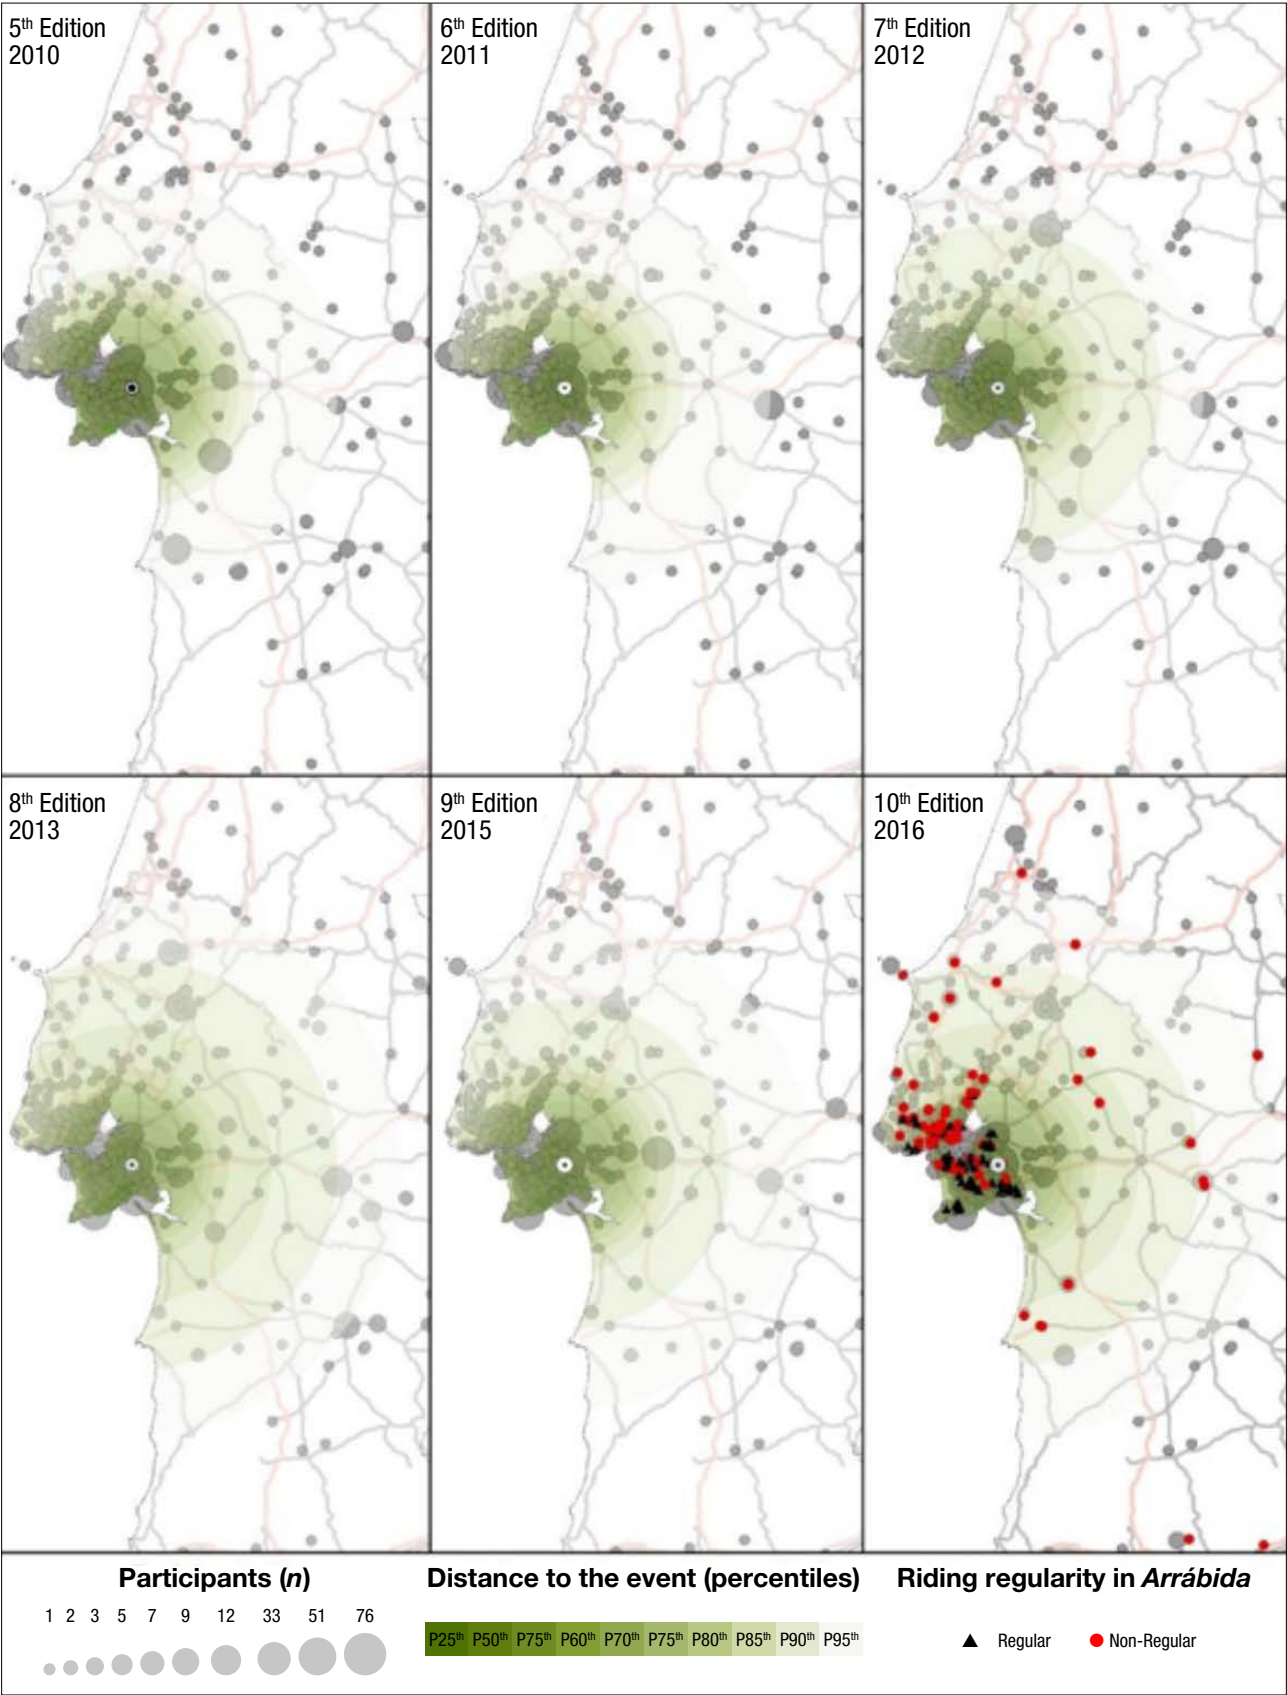 5th Edition
2010
6th Edition
2011
7th Edition
2012
8th Edition
2013
9th Edition
2015
10th Edition
2016
Participants (n)
1 2 3 5 7 9 12 33 51 76
Distance to the event (percentiles)
P25th P50th P75th P60th P70th P75th P80th P85th P90th P95th
Riding regularity in Arrábida
Regular
Non-Regular